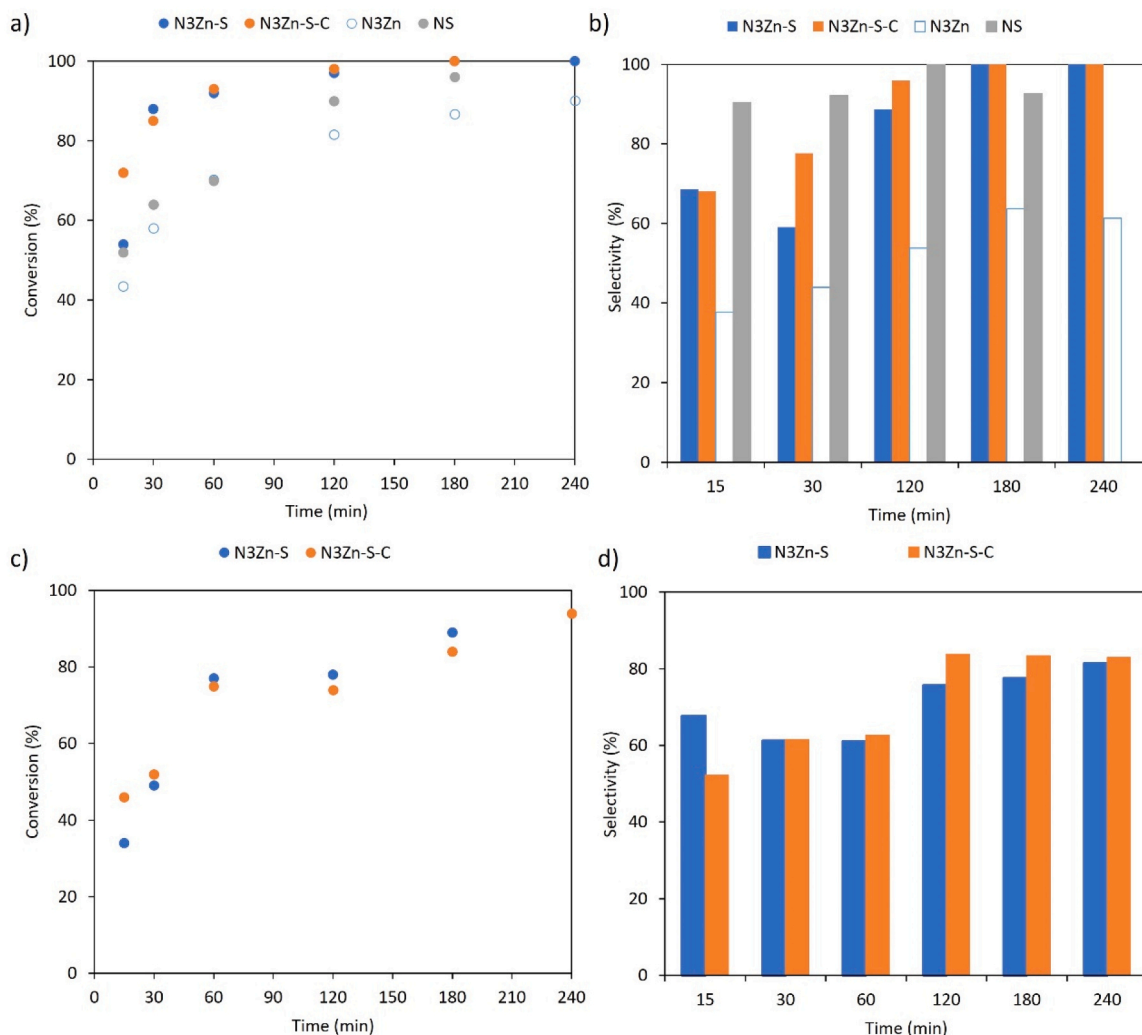 a)
N3Zn-S N3Zn-S-C N3Zn NS
100
80
60
40
20
0
Conversion (%)
0 30 60 90 120 150 180 210 240
Time (min)
b)
N3Zn-S N3Zn-S-C N3Zn NS
100
80
60
40
20
0
Selectivity (%)
15 30 120 180 240
Time (min)
c)
N3Zn-S N3Zn-S-C
100
80
60
40
20
0
Conversion (%)
0 30 60 90 120 150 180 210 240
Time (min)
d)
N3Zn-S N3Zn-S-C
100
80
60
40
20
0
Selectivity (%)
15 30 60 120 180 240
Time (min)